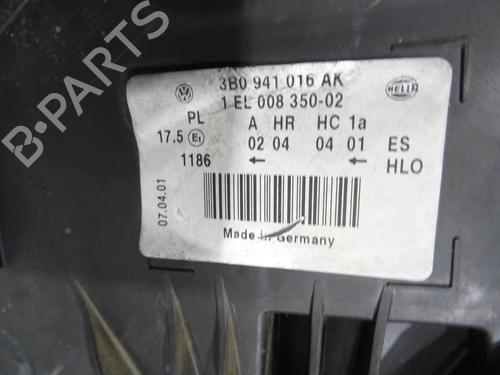 3B0 941 016 AK
1 EL 008 350-02
HELLA
PL A HR HC 1a
17.5 E1 02 04 04 01 ES
1186 ← ← HLO
07.04.01
Made In Germany
B-PARTS